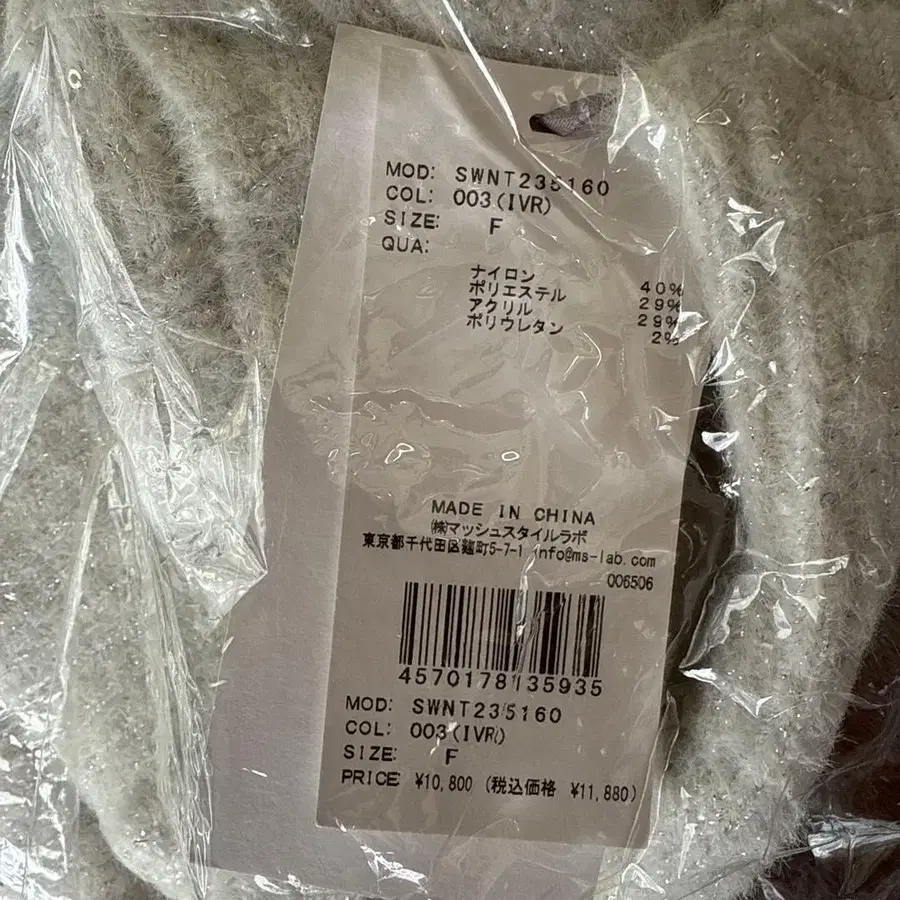 MOD: SWNT235160
COL: 003(IVR)
SIZE: F
QUA:
ナイロン 40%
ポリエステル 29%
アクリル 29%
ポリウレタン 2%
MADE IN CHINA
㈱マッシュスタイルラボ
東京都千代田区麹町5-7-1 info@ms-lab.com
006506
4570178135935
MOD: SWNT235160
COL: 003(IVR)
SIZE: F
PRICE: ¥10,800 (税込価格 ¥11,880)